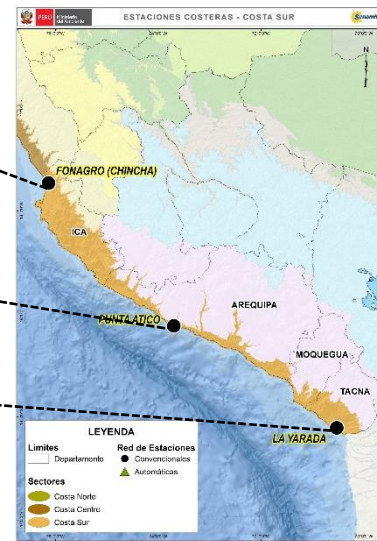 PERÚ
Ministerio
del Ambiente
ESTACIONES COSTERAS - COSTA SUR
Senamhi
N
FONAGRO (CHINCHA)
ICA
PUNTA ATICO
AREQUIPA
MOQUEGUA
TACNA
LA YARADA
LEYENDA
Limites
Departamento
Red de Estaciones
Convencionales
Automáticas
Sectores
Costa Norte
Costa Centro
Costa Sur